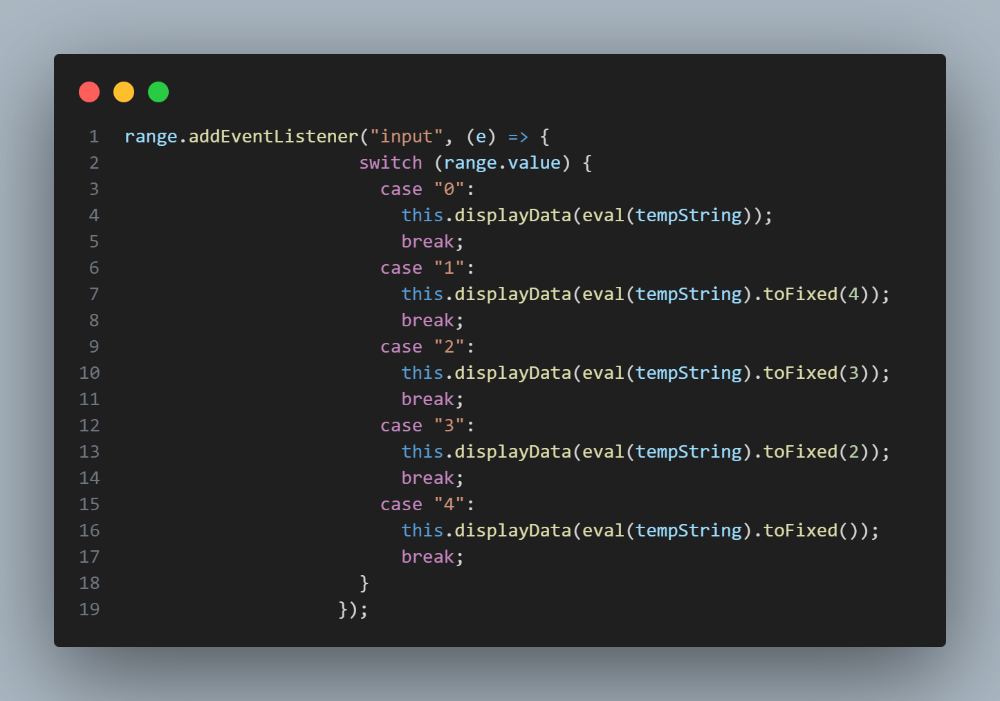 1 range.addEventListener("input", (e) => {
2 switch (range.value) {
3 case "0":
4 this.displayData(eval(tempString));
5 break;
6 case "1":
7 this.displayData(eval(tempString).toFixed(4));
8 break;
9 case "2":
10 this.displayData(eval(tempString).toFixed(3));
11 break;
12 case "3":
13 this.displayData(eval(tempString).toFixed(2));
14 break;
15 case "4":
16 this.displayData(eval(tempString).toFixed());
17 break;
18 }
19 });